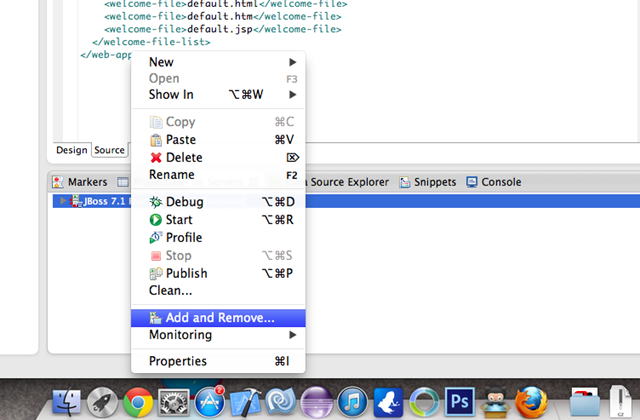 <welcome-file>default.html</welcome-file>
<welcome-file>default.htm</welcome-file>
<welcome-file>default.jsp</welcome-file>
</welcome-file-list>
</web-app
New
Open F3
Show In ⌥⌘W
Copy ⌘C
Paste ⌘V
Delete ⌦
Rename F2
Design Source
Markers Source Explorer Snippets Console
JBoss 7.1
Debug ⌥⌘D
Start ⌥⌘R
Profile
Stop ⌥⌘S
Publish ⌥⌘P
Clean...
Add and Remove...
Monitoring
Properties ⌘I
Ps